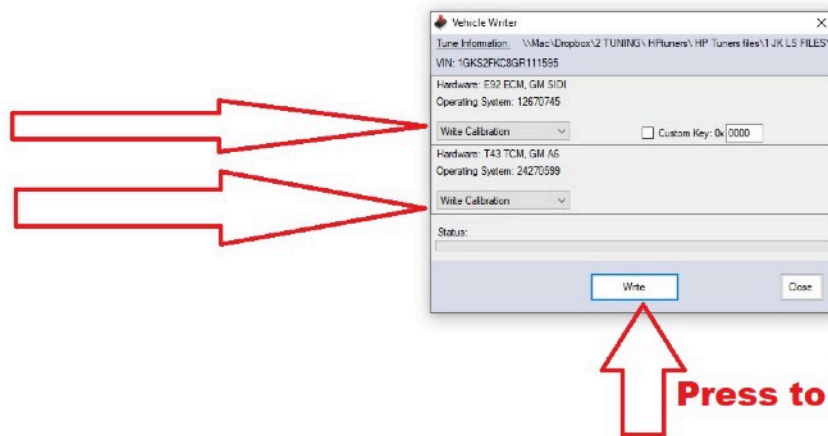 Vehicle Writer
Tune Information: \\Mac\Dropbox\2 TUNING\ HPtuners\ HP Tuners files\1 JK LS FILES\
VIN: 1GKS2FKC8GR111595
Hardware: E92 ECM, GM SIDI
Operating System: 12670745
Write Calibration
Custom Key: 0x 0000
Hardware: T43 TCM, GM A6
Operating System: 24270599
Write Calibration
Status:
Write Close
Press to